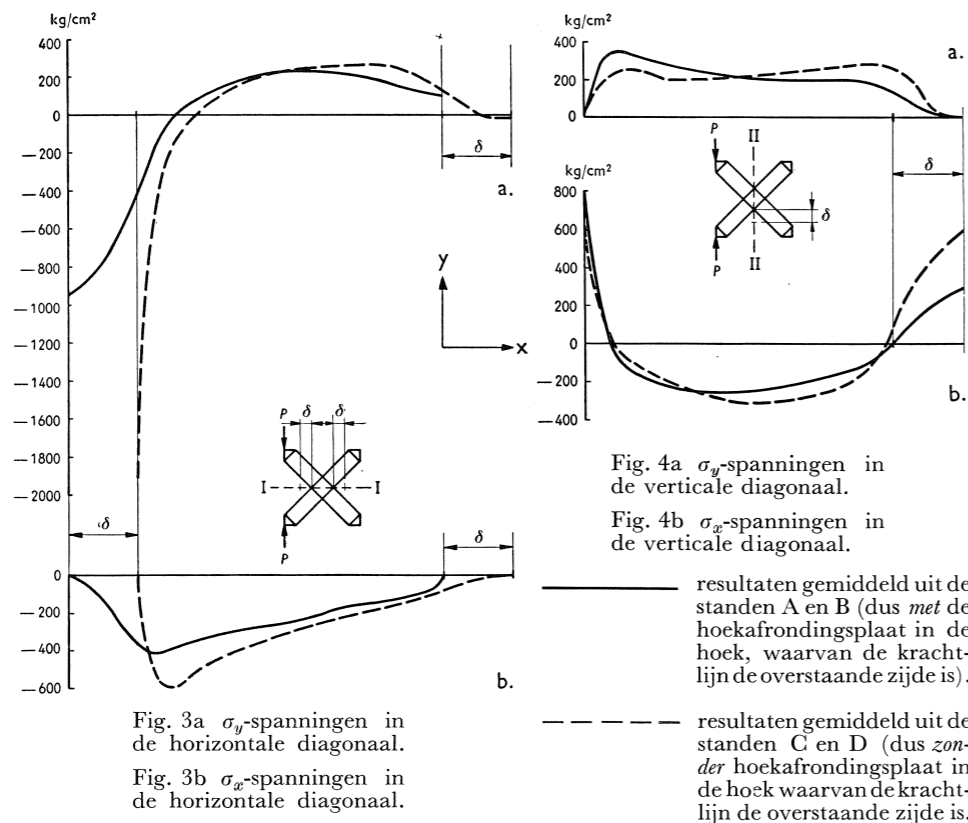 kg/cm²
400
200
0
—200
—400
—600
—800
—1000
—1200
—1400
—1600
—1800
—2000
δ
a.
y
x
P
δ δ
I I
P
δ
δ
0
—200
—400
—600
b.
Fig. 3a σy-spanningen in
de horizontale diagonaal.
Fig. 3b σx-spanningen in
de horizontale diagonaal.
kg/cm²
400
200
0
a.
δ
kg/cm²
800
600
400
200
0
—200
—400
P
II
δ
P
II
b.
Fig. 4a σy-spanningen in
de verticale diagonaal.
Fig. 4b σx-spanningen in
de verticale diagonaal.
resultaten gemiddeld uit de
standen A en B (dus met de
hoekafrondingsplaat in de
hoek, waarvan de kracht-
lijn de overstaande zijde is).
resultaten gemiddeld uit de
standen C en D (dus zon-
der hoekafrondingsplaat in
de hoek waarvan de kracht-
lijn de overstaande zijde is.